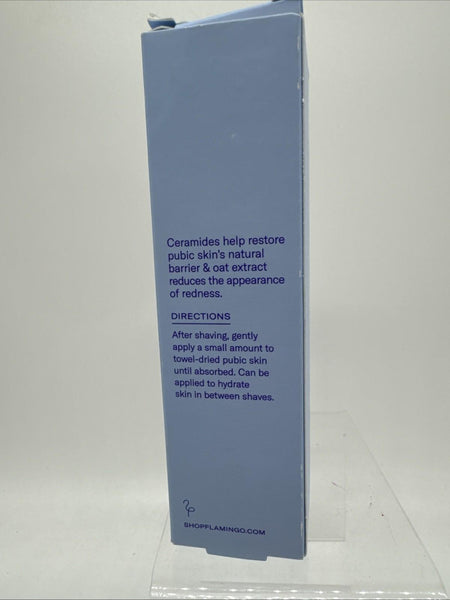 Ceramides help restore
pubic skin's natural
barrier & oat extract
reduces the appearance
of redness.
DIRECTIONS
After shaving, gently
apply a small amount to
towel-dried pubic skin
until absorbed. Can be
applied to hydrate
skin in between shaves.
SHOPFLAMINGO.COM